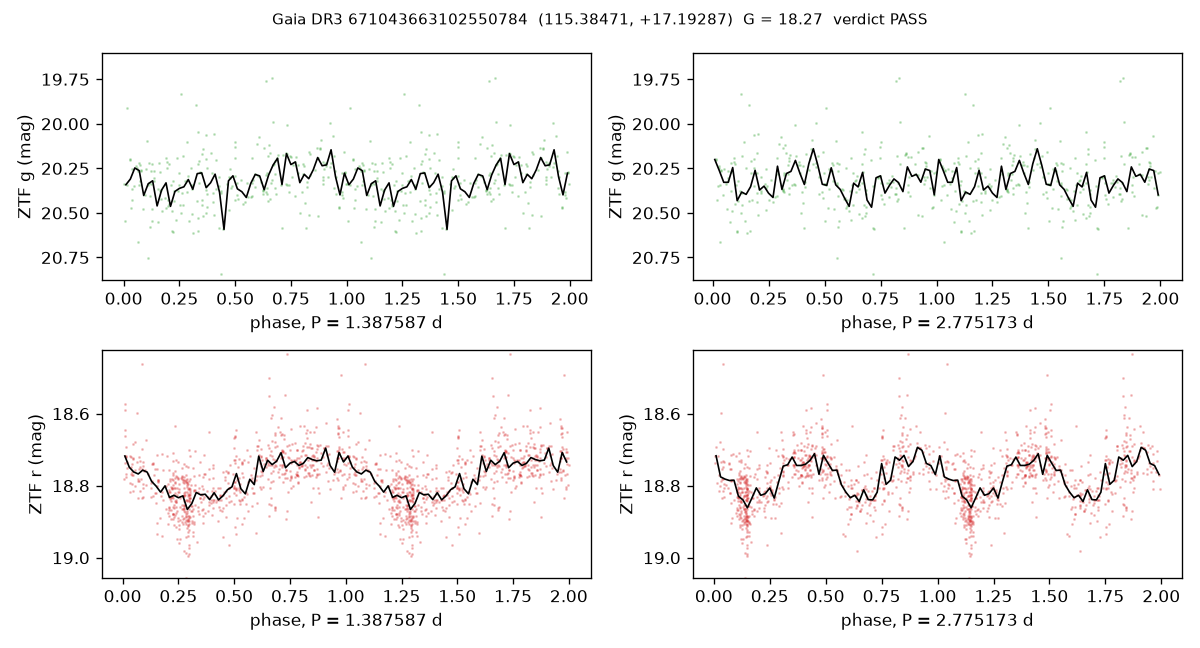 Gaia DR3 671043663102550784 (115.38471, +17.19287) G = 18.27 verdict PASS
ZTF g (mag)
19.75
20.00
20.25
20.50
20.75
0.00 0.25 0.50 0.75 1.00 1.25 1.50 1.75 2.00
phase, P = 1.387587 d
ZTF g (mag)
19.75
20.00
20.25
20.50
20.75
0.00 0.25 0.50 0.75 1.00 1.25 1.50 1.75 2.00
phase, P = 2.775173 d
ZTF r (mag)
18.6
18.8
19.0
0.00 0.25 0.50 0.75 1.00 1.25 1.50 1.75 2.00
phase, P = 1.387587 d
ZTF r (mag)
18.6
18.8
19.0
0.00 0.25 0.50 0.75 1.00 1.25 1.50 1.75 2.00
phase, P = 2.775173 d